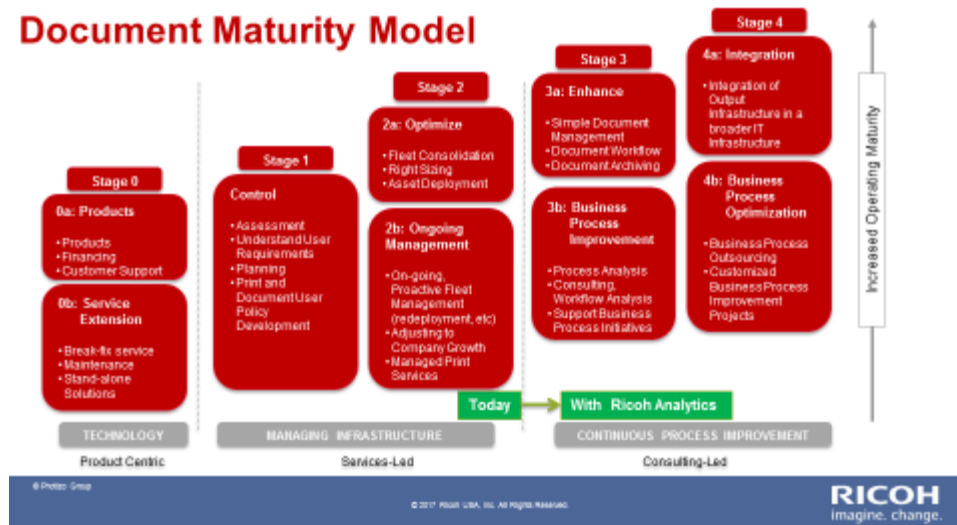 Document Maturity Model
Stage 0
0a: Products
• Products
• Financing
• Customer Support
0b: Service
Extension
• Break-fix service
• Maintenance
• Stand-alone
Solutions
Stage 1
Control
• Assessment
• Understand User
Requirements
• Planning
• Print and
Document User
Policy
Development
Stage 2
2a: Optimize
• Fleet Consolidation
• Right Sizing
• Asset Deployment
2b: Ongoing
Management
• On-going,
Proactive Fleet
Management
(redeployment, etc)
• Adjusting to
Company Growth
• Managed Print
Services
Stage 3
3a: Enhance
• Simple Document
Management
• Document Workflow
• Document Archiving
3b: Business
Process
Improvement
• Process Analysis
• Consulting,
Workflow Analysis
• Support Business
Process Initiatives
Stage 4
4a: Integration
• Integration of
Output
Infrastructure in a
broader IT
Infrastructure
4b: Business
Process
Optimization
• Business Process
Outsourcing
• Customized
Business Process
Improvement
Projects
Increased Operating Maturity
Today
With Ricoh Analytics
TECHNOLOGY
MANAGING INFRASTRUCTURE
CONTINUOUS PROCESS IMPROVEMENT
Product Centric
Services-Led
Consulting-Led
© Photizo Group
© 2017 Ricoh USA, Inc. All Rights Reserved.
RICOH
imagine. change.